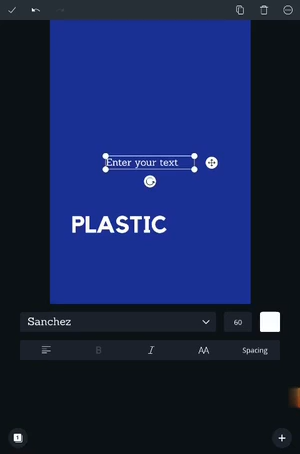 Enter your text
PLASTIC
Sanchez
60
B I AA Spacing
1